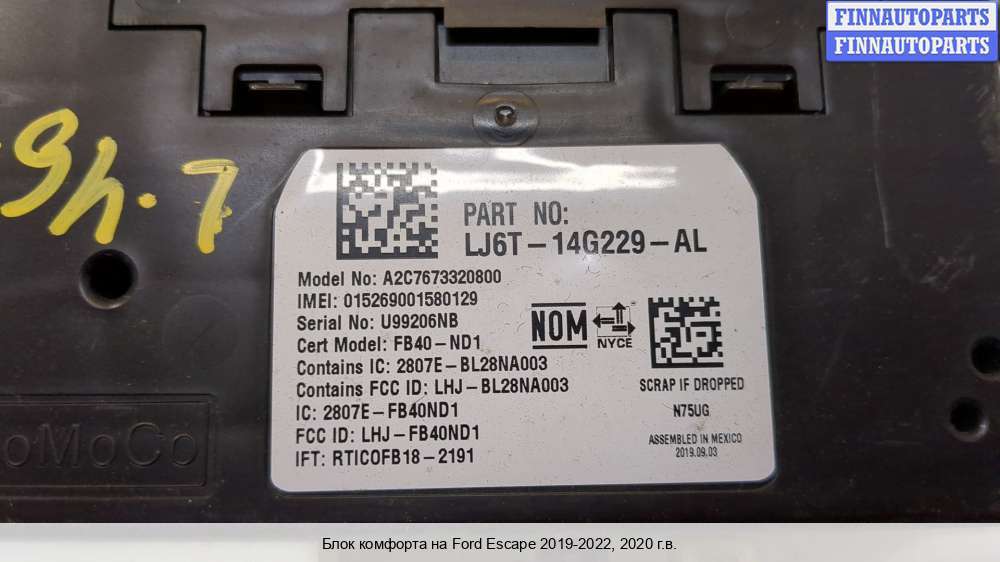 FINNAUTOPARTS
FINNAUTOPARTS
PART NO:
LJ6T-14G229-AL
Model No: A2C7673320800
IMEI: 015269001580129
Serial No: U99206NB
Cert Model: FB40-ND1
Contains IC: 2807E-BL28NA003
Contains FCC ID: LHJ-BL28NA003
IC: 2807E-FB40ND1
FCC ID: LHJ-FB40ND1
IFT: RTICOFB18-2191
NOM
NYCE
SCRAP IF DROPPED
N75UG
ASSEMBLED IN MEXICO
2019.09.03
oMoCo
Блок комфорта на Ford Escape 2019-2022, 2020 г.в.